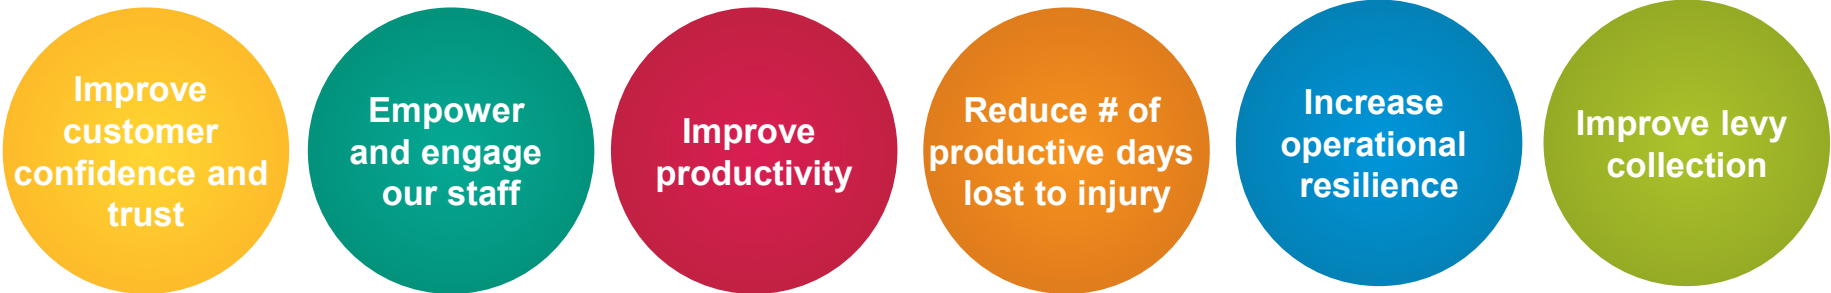 Improve
customer
confidence and
trust
Empower
and engage
our staff
Improve
productivity
Reduce # of
productive days
lost to injury
Increase
operational
resilience
Improve levy
collection